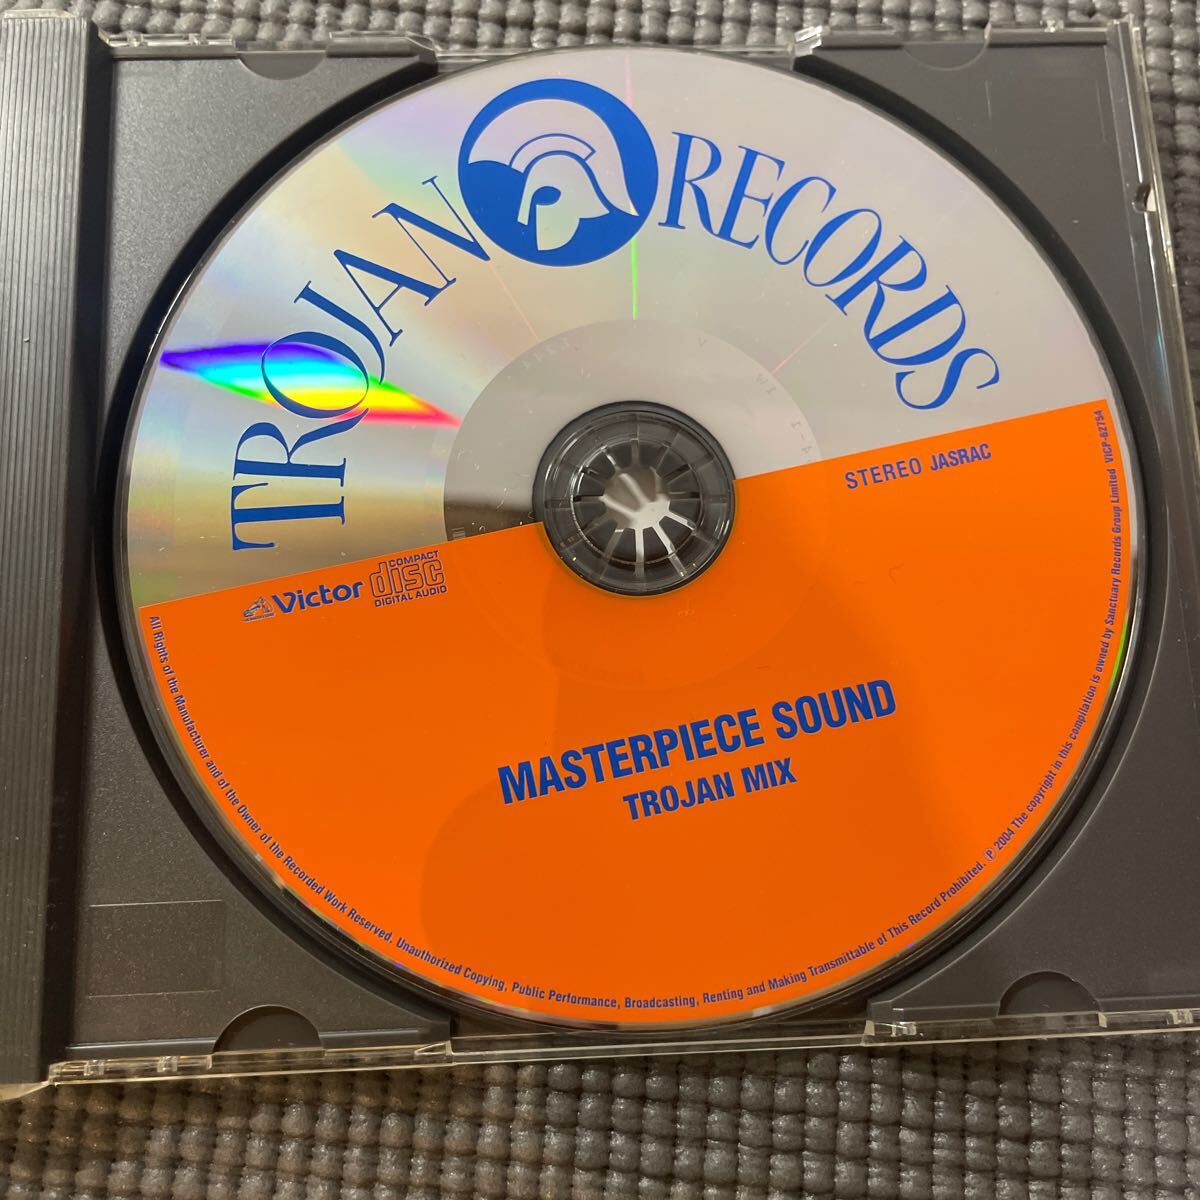 TROJAN RECORDS
STEREO JASRAC
Victor
COMPACT
disc
DIGITAL AUDIO
MASTERPIECE SOUND
TROJAN MIX
All Rights of the Manufacturer and of the Owner of the Recorded Work Reserved, Unauthorized Copying, Public Performance, Broadcasting, Renting and Making Transmittable of This Record Prohibited. ℗ 2004 The copyright in this compilation is owned by Sanctuary Records Group Limited VICP-62754